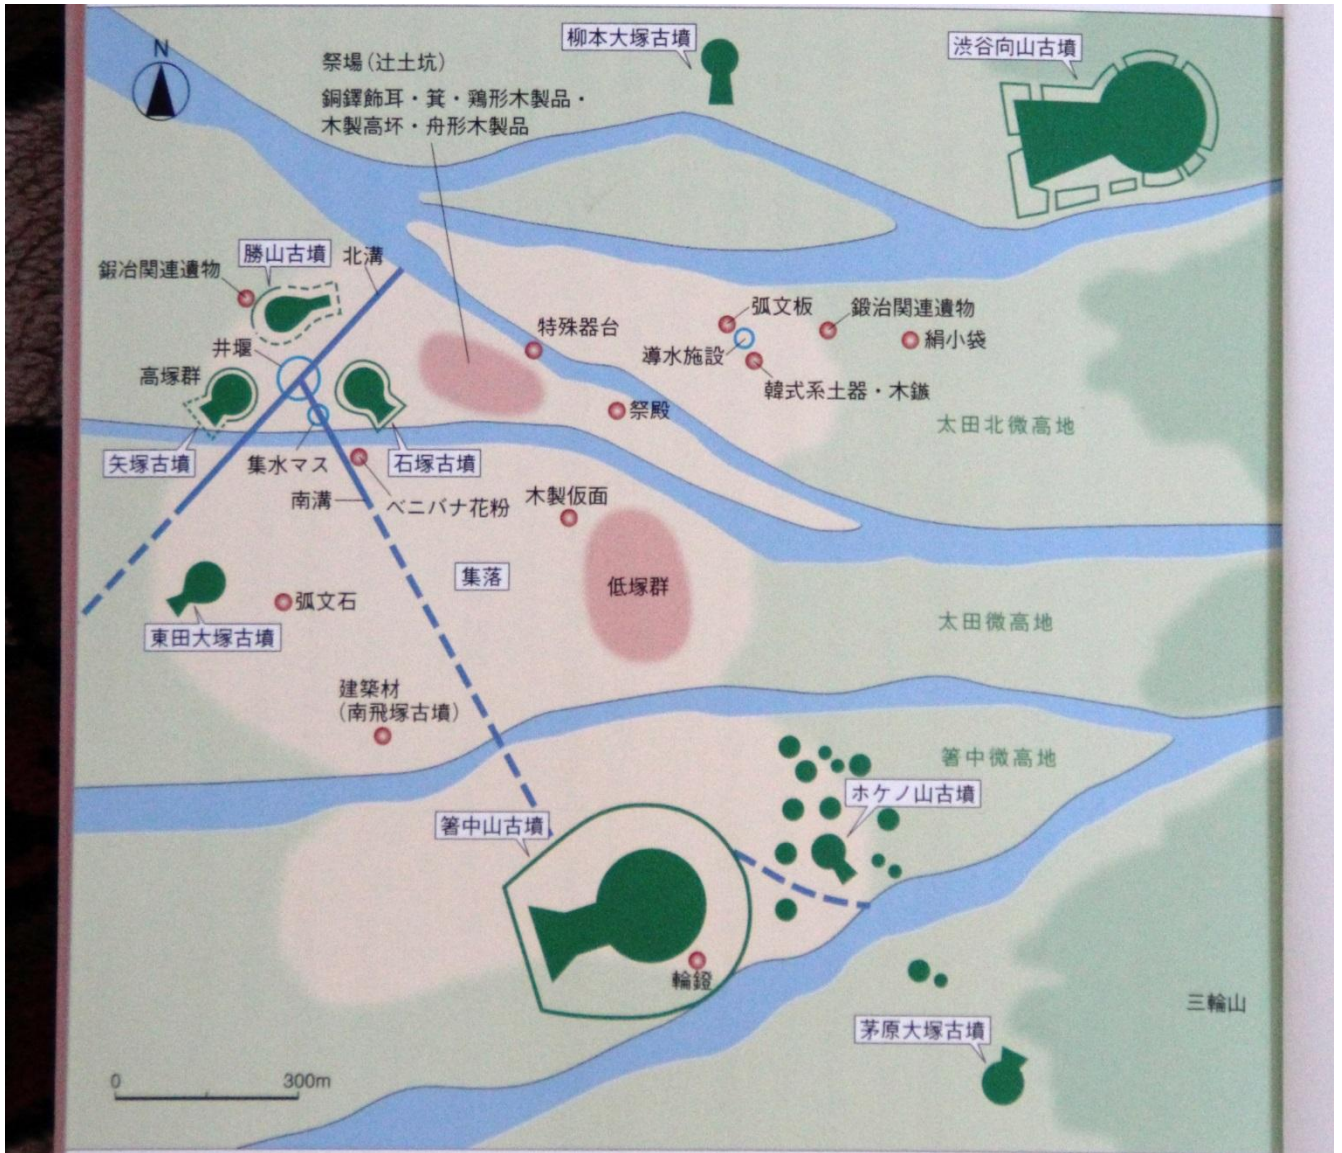 N
柳本大塚古墳
渋谷向山古墳
祭場(辻土坑)
銅鐸飾耳・箕・鶏形木製品・
木製高坏・舟形木製品
勝山古墳
北溝
鍛冶関連遺物
井堰
高塚群
矢塚古墳
集水マス
石塚古墳
南溝
ベニバナ花粉
特殊器台
祭殿
弧文板
鍛治関連遺物
導水施設
絹小袋
韓式系土器・木鏃
太田北微高地
木製仮面
集落
低塚群
太田微高地
弧文石
東田大塚古墳
建築材
(南飛塚古墳)
箸中微高地
ホケノ山古墳
箸中山古墳
輪鐙
三輪山
茅原大塚古墳
0
300m